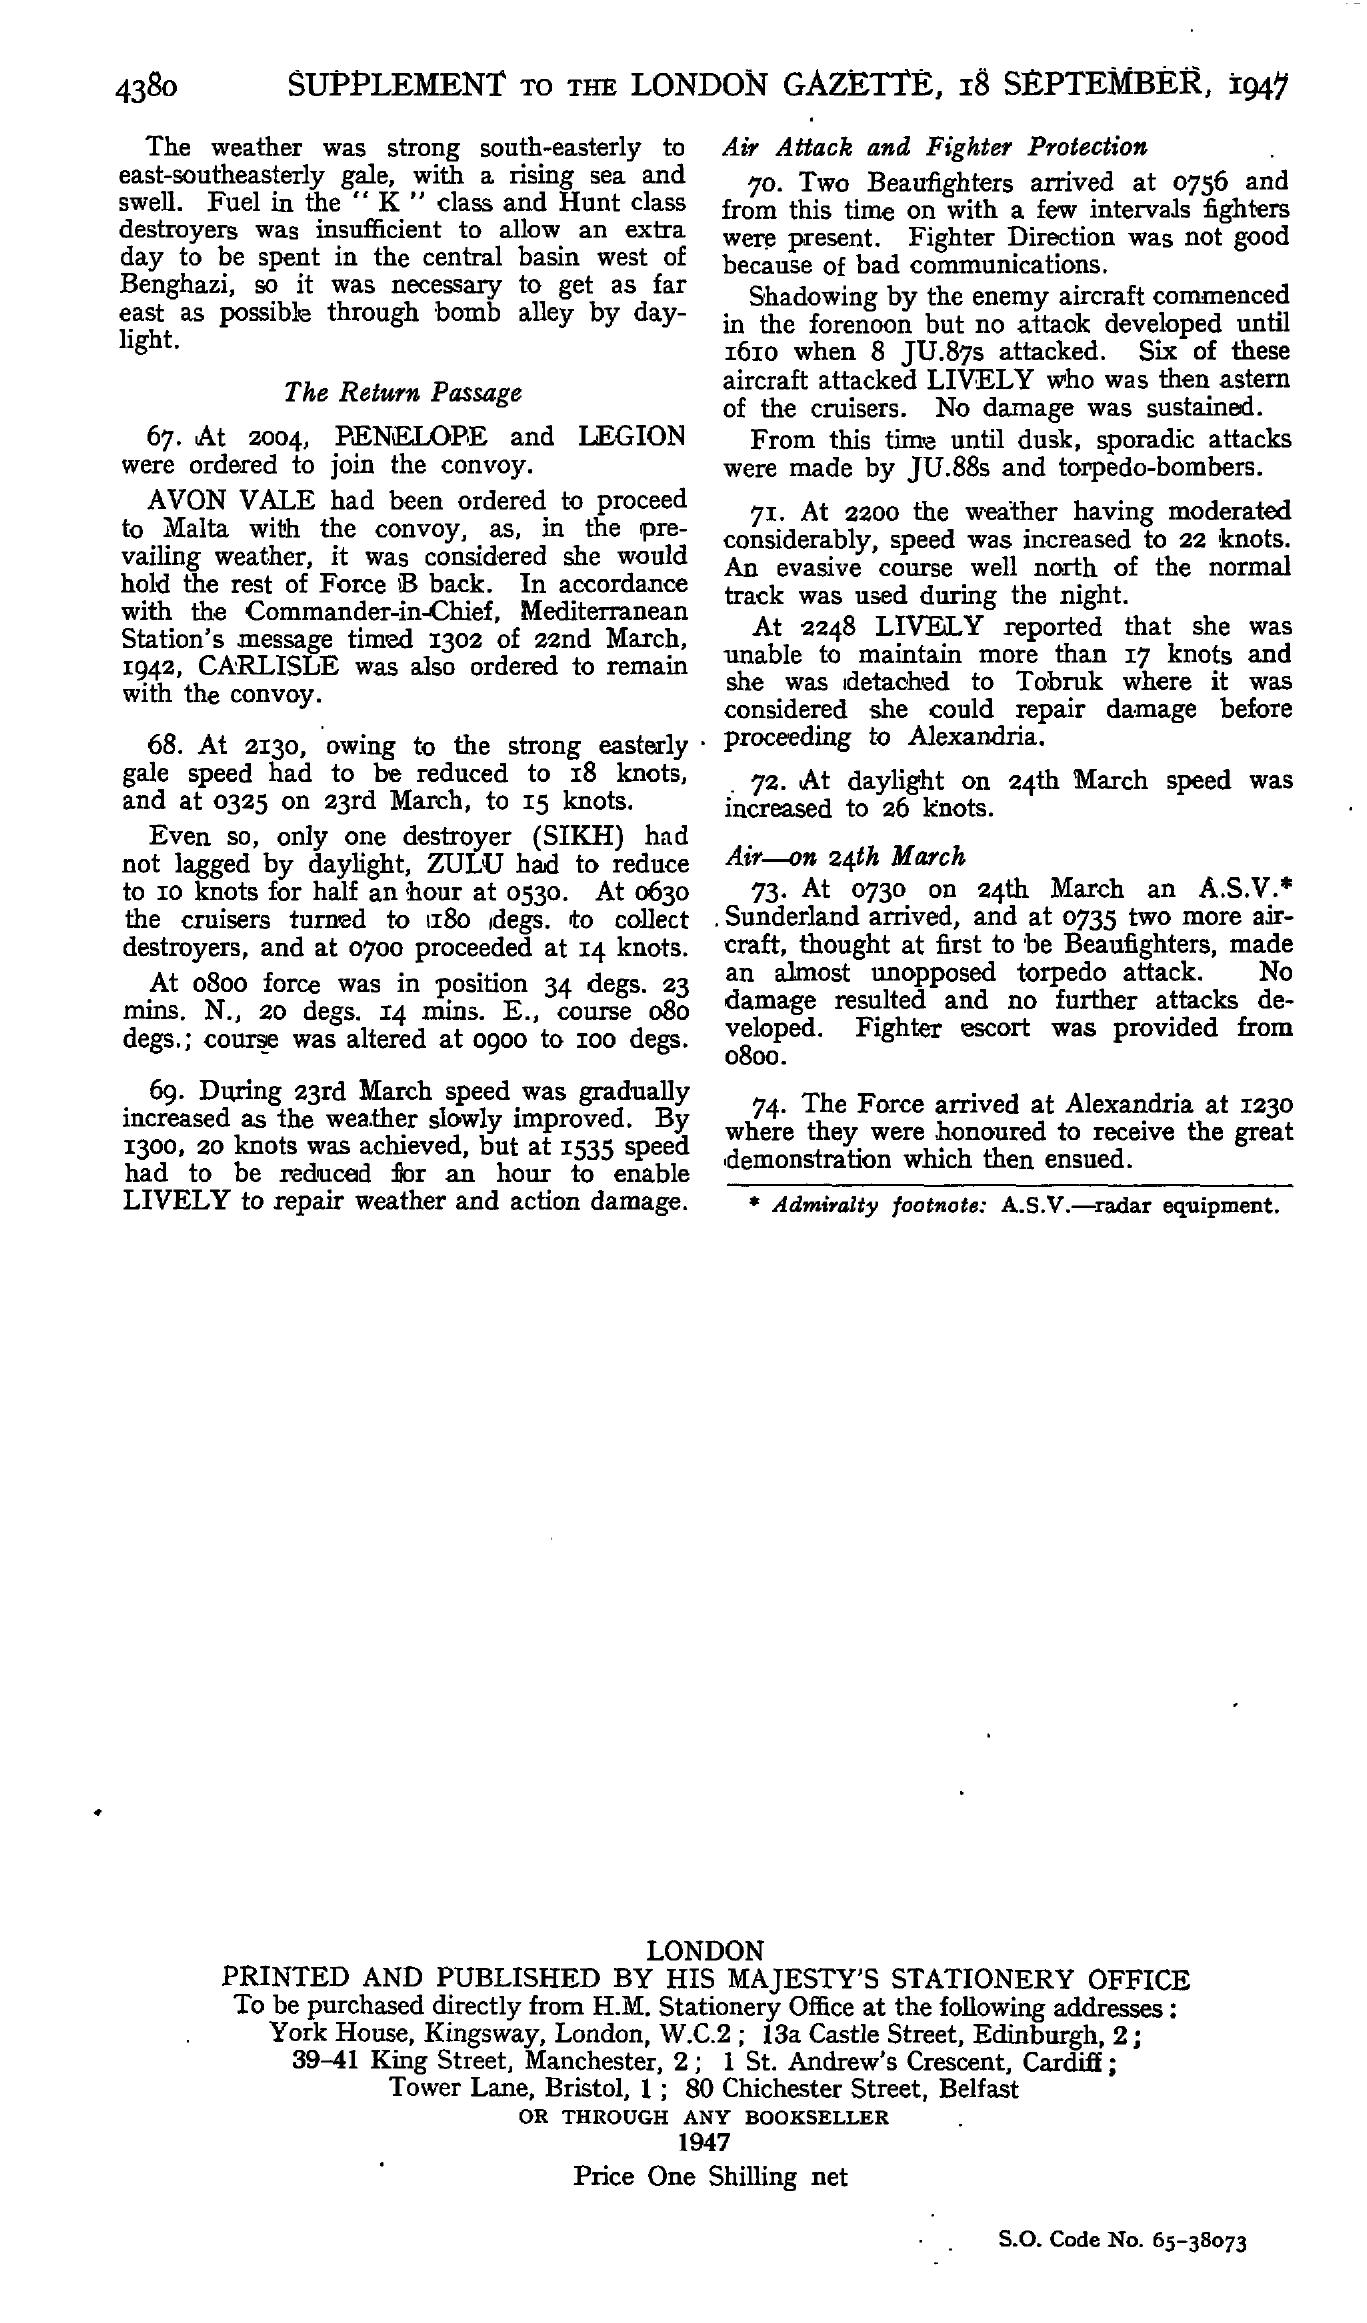 4380 SUPPLEMENT TO THE LONDON GAZETTE, 18 SEPTEMBER, 1947
The weather was strong south-easterly to
east-southeasterly gale, with a rising sea and
swell. Fuel in the “ K ” class and Hunt class
destroyers was insufficient to allow an extra
day to be spent in the central basin west of
Benghazi, so it was necessary to get as far
east as possible through bomb alley by day-
light.
The Return Passage
67. At 2004, PENELOPE and LEGION
were ordered to join the convoy.
AVON VALE had been ordered to proceed
to Malta with the convoy, as, in the pre-
vailing weather, it was considered she would
hold the rest of Force B back. In accordance
with the Commander-in-Chief, Mediterranean
Station's message timed 1302 of 22nd March,
1942, CARLISLE was also ordered to remain
with the convoy.
68. At 2130, owing to the strong easterly
gale speed had to be reduced to 18 knots,
and at 0325 on 23rd March, to 15 knots.
Even so, only one destroyer (SIKH) had
not lagged by daylight, ZULU had to reduce
to 10 knots for half an hour at 0530. At 0630
the cruisers turned to 180 degs. to collect
destroyers, and at 0700 proceeded at 14 knots.
At 0800 force was in position 34 degs. 23
mins. N., 20 degs. 14 mins. E., course 080
degs.; course was altered at 0900 to 100 degs.
69. During 23rd March speed was gradually
increased as the weather slowly improved. By
1300, 20 knots was achieved, but at 1535 speed
had to be reduced for an hour to enable
LIVELY to repair weather and action damage.
Air Attack and Fighter Protection
70. Two Beaufighters arrived at 0756 and
from this time on with a few intervals fighters
were present. Fighter Direction was not good
because of bad communications.
Shadowing by the enemy aircraft commenced
in the forenoon but no attack developed until
1610 when 8 JU.87s attacked. Six of these
aircraft attacked LIVELY who was then astern
of the cruisers. No damage was sustained.
From this time until dusk, sporadic attacks
were made by JU.88s and torpedo-bombers.
71. At 2200 the weather having moderated
considerably, speed was increased to 22 knots.
An evasive course well north of the normal
track was used during the night.
At 2248 LIVELY reported that she was
unable to maintain more than 17 knots and
she was detached to Tobruk where it was
considered she could repair damage before
proceeding to Alexandria.
72. At daylight on 24th March speed was
increased to 26 knots.
Air—on 24th March
73. At 0730 on 24th March an A.S.V.*
Sunderland arrived, and at 0735 two more air-
craft, thought at first to be Beaufighters, made
an almost unopposed torpedo attack. No
damage resulted and no further attacks de-
veloped. Fighter escort was provided from
0800.
74. The Force arrived at Alexandria at 1230
where they were honoured to receive the great
demonstration which then ensued.
* Admiralty footnote: A.S.V.—radar equipment.
LONDON
PRINTED AND PUBLISHED BY HIS MAJESTY'S STATIONERY OFFICE
To be purchased directly from H.M. Stationery Office at the following addresses :
York House, Kingsway, London, W.C.2 ; 13a Castle Street, Edinburgh, 2 ;
39–41 King Street, Manchester, 2 ; 1 St. Andrew's Crescent, Cardiff ;
Tower Lane, Bristol, 1 ; 80 Chichester Street, Belfast
OR THROUGH ANY BOOKSELLER
1947
Price One Shilling net
S.O. Code No. 65–38073